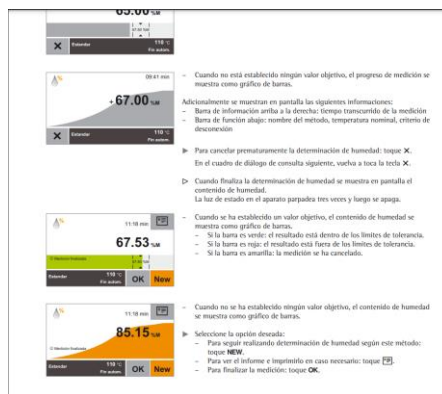 65.00 %M
Estandar
110 °C
Fin autom.
09:41 min
+ 67.00 %M
Estandar
110 °C
Fin autom.
– Cuando no está establecido ningún valor objetivo, el progreso de medición se
muestra como gráfico de barras.
Adicionalmente se muestran en pantalla las siguientes informaciones:
– Barra de información arriba a la derecha: tiempo transcurrido de la medición
– Barra de función abajo: nombre del método, temperatura nominal, criterio de
desconexión
Para cancelar prematuramente la determinación de humedad: toque X.
En el cuadro de diálogo de consulta siguiente, vuelva a toca la teela X.
Cuando finaliza la determinación de humedad se muestra en pantalla el
contenido de humedad.
La luz de estado en el aparato parpadea tres veces y luego se apaga.
11:18 min
67.53 %M
Medición finalizada
Estandar
110 °C
Fin autom.
OK
New
– Cuando se ha establecido un valor objetivo, el contenido de humedad se
muestra como gráfico de barras.
– Si la barra es verde: el resultado está dentro de los límites de tolerancia.
– Si la barra es roja: el resultado está fuera de los límites de tolerancia.
– Si la barra es amarilla: la medición se ha cancelado.
11:18 min
85.15 %M
Medición finalizada
Estandar
110 °C
Fin autom.
OK
New
– Cuando no se ha establecido ningún valor objetivo, el contenido de humedad
se muestra como gráfico de barras.
Seleccione la opción deseada:
– Para seguir realizando determinación de humedad según este método:
toque NEW.
– Para ver el informe e imprimirlo en caso necesario: toque
– Para finalizar la medición: toque OK.